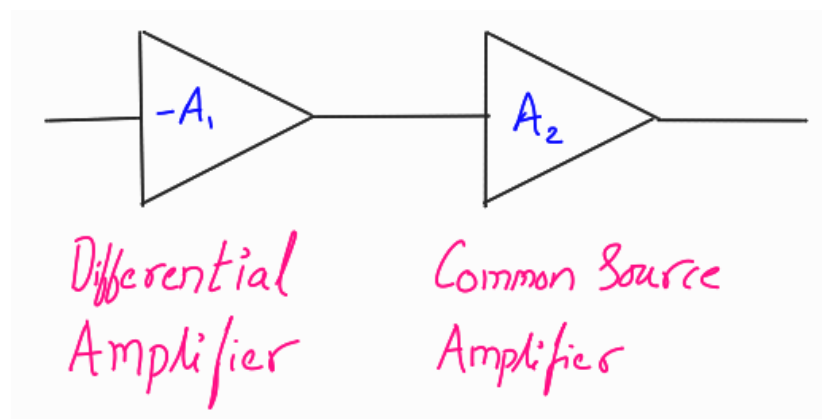 -A₁
A₂
Differential
Amplifier
Common Source
Amplifier